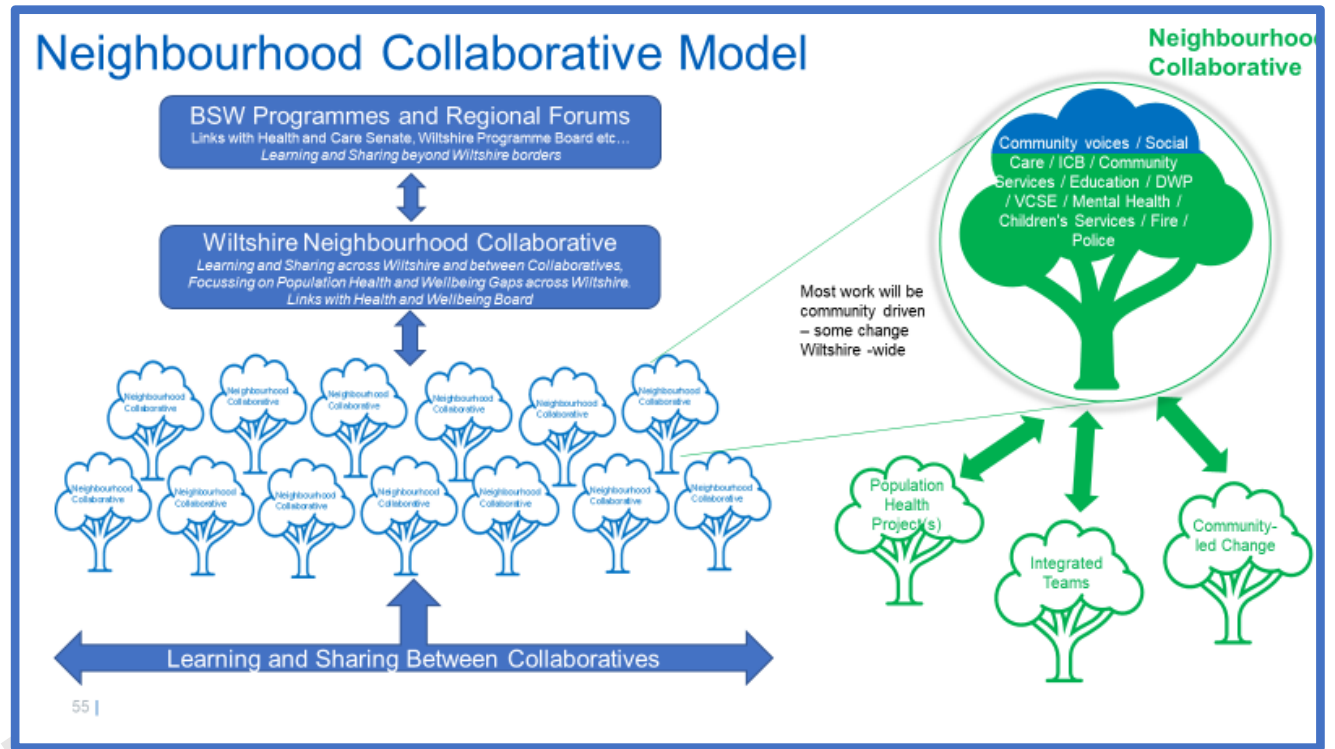 Neighbourhood Collaborative Model
BSW Programmes and Regional Forums
Links with Health and Care Senate, Wiltshire Programme Board etc…
Learning and Sharing beyond Wiltshire borders
Wiltshire Neighbourhood Collaborative
Learning and Sharing across Wiltshire and between Collaboratives,
Focussing on Population Health and Wellbeing Gaps across Wiltshire.
Links with Health and Wellbeing Board
Neighbourhood
Collaborative
Neighbourhood
Collaborative
Neighbourhood
Collaborative
Neighbourhood
Collaborative
Neighbourhood
Collaborative
Neighbourhood
Collaborative
Neighbourhood
Collaborative
Neighbourhood
Collaborative
Neighbourhood
Collaborative
Neighbourhood
Collaborative
Neighbourhood
Collaborative
Neighbourhood
Collaborative
Neighbourhood
Collaborative
Learning and Sharing Between Collaboratives
Most work will be
community driven
– some change
Wiltshire -wide
Neighbourhoo
Collaborative
Community voices / Social
Care / ICB / Community
Services / Education / DWP
/ VCSE / Mental Health /
Children's Services / Fire /
Police
Population
Health
Project(s)
Integrated
Teams
Community-
led Change
55 |